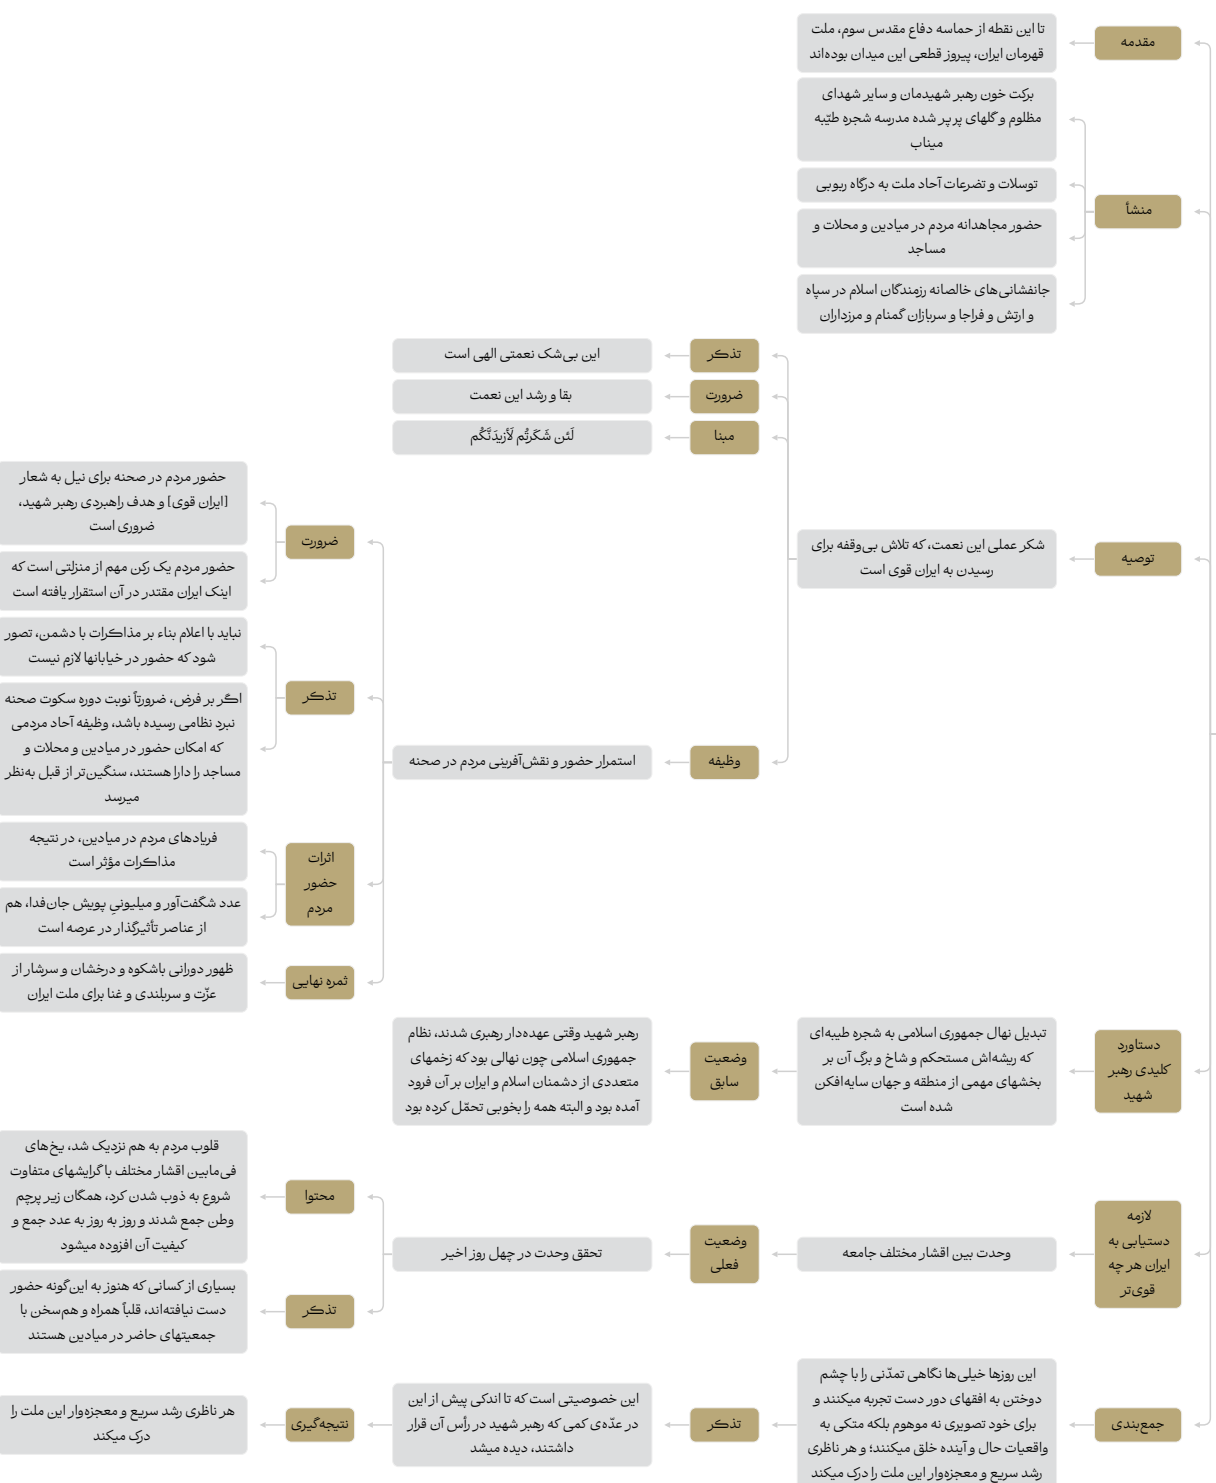 مقدمه
تا این نقطه از حماسه دفاع مقدس سوم، ملت
قهرمان ایران، پیروز قطعی این میدان بوده‌اند
منشأ
برکت خون رهبر شهیدمان و سایر شهدای
مظلوم و گلهای پرپر شده مدرسه شجره طیّبه
میناب
توسلات و تضرعات آحاد ملت به درگاه ربوبی
حضور مجاهدانه مردم در میادین و محلات و
مساجد
جانفشانی‌های خالصانه رزمندگان اسلام در سپاه
و ارتش و فراجا و سربازان گمنام و مرزداران
توصیه
شکر عملی این نعمت، که تلاش بی‌وقفه برای
رسیدن به ایران قوی است
تذکر
این بی‌شک نعمتی الهی است
ضرورت
بقا و رشد این نعمت
مبنا
لَئن شَکَرتُم لَأَزیدَنَّکُم
وظیفه
استمرار حضور و نقش‌آفرینی مردم در صحنه
ضرورت
حضور مردم در صحنه برای نیل به شعار
[ایران قوی] و هدف راهبردی رهبر شهید،
ضروری است
حضور مردم یک رکن مهم از منزلتی است که
اینک ایران مقتدر در آن استقرار یافته است
تذکر
نباید با اعلام بناء بر مذاکرات با دشمن، تصور
شود که حضور در خیابانها لازم نیست
اگر بر فرض، ضرورتاً نوبت دوره سکوت صحنه
نبرد نظامی رسیده باشد، وظیفه آحاد مردمی
که امکان حضور در میادین و محلات و
مساجد را دارا هستند، سنگین‌تر از قبل به‌نظر
میرسد
اثرات
حضور
مردم
فریادهای مردم در میادین، در نتیجه
مذاکرات مؤثر است
عدد شگفت‌آور و میلیونیِ پویش جان‌فدا، هم
از عناصر تأثیرگذار در عرصه است
ثمره نهایی
ظهور دورانی باشکوه و درخشان و سرشار از
عزّت و سربلندی و غنا برای ملت ایران
دستاورد
کلیدی رهبر
شهید
تبدیل نهال جمهوری اسلامی به شجره طیبه‌ای
که ریشه‌اش مستحکم و شاخ و برگ آن بر
بخشهای مهمی از منطقه و جهان سایه‌افکن
شده است
وضعیت
سابق
رهبر شهید وقتی عهده‌دار رهبری شدند، نظام
جمهوری اسلامی چون نهالی بود که زخمهای
متعددی از دشمنان اسلام و ایران بر آن فرود
آمده بود و البته همه را بخوبی تحمّل کرده بود
لازمه
دستیابی به
ایران هر چه
قوی‌تر
وحدت بین اقشار مختلف جامعه
وضعیت
فعلی
تحقق وحدت در چهل روز اخیر
محتوا
قلوب مردم به هم نزدیک شد، یخ‌های
فی‌مابین اقشار مختلف با گرایشهای متفاوت
شروع به ذوب شدن کرد، همگان زیر پرچم
وطن جمع شدند و روز به روز به عدد جمع و
کیفیت آن افزوده میشود
تذکر
بسیاری از کسانی که هنوز به این‌گونه حضور
دست نیافته‌اند، قلباً همراه و هم‌سخن با
جمعیتهای حاضر در میادین هستند
جمع‌بندی
این روزها خیلی‌ها نگاهی تمدّنی را با چشم
دوختن به افقهای دور دست تجربه میکنند و
برای خود تصویری نه موهوم بلکه متکی به
واقعیات حال و آینده خلق میکنند؛ و هر ناظری
رشد سریع و معجزه‌وار این ملت را درک میکند
تذکر
این خصوصیتی است که تا اندکی پیش از این
در عدّه‌ی کمی که رهبر شهید در رأس آن قرار
داشتند، دیده میشد
نتیجه‌گیری
هر ناظری رشد سریع و معجزه‌وار این ملت را
درک میکند